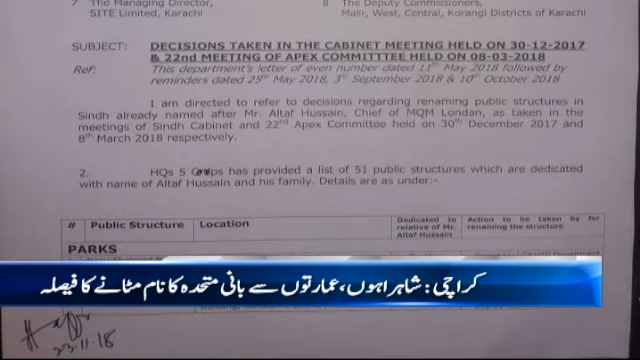 7 The Managing Director, 8 The Deputy Commissioners,
SITE Limited, Karachi Malir, West, Central, Korangi Districts of Karachi
SUBJECT: DECISIONS TAKEN IN THE CABINET MEETING HELD ON 30-12-2017
& 22nd MEETING OF APEX COMMITTTEE HELD ON 08-03-2018
Ref: This department's letter of even number dated 11th May 2018 followed by
reminders dated 25th May 2018, 3rd September 2018 & 10th October 2018
I am directed to refer to decisions regarding renaming public structures in
Sindh already named after Mr. Altaf Hussain, Chief of MQM Londan, as taken in the
meetings of Sindh Cabinet and 22nd Apex Committee held on 30th December 2017 and
8th March 2018 respectively.
2. HQs 5 Corps has provided a list of 51 public structures which are dedicated
with name of Altaf Hussain and his family. Details are as under:-
# Public Structure Location Dedicated to relative of Mr. Altaf Hussain Action to be taken by for renaming the structure
PARKS
کراچی: شاہراہوں، عمارتوں سے بانی متحدہ کا نام مٹانے کا فیصلہ
23.11.18